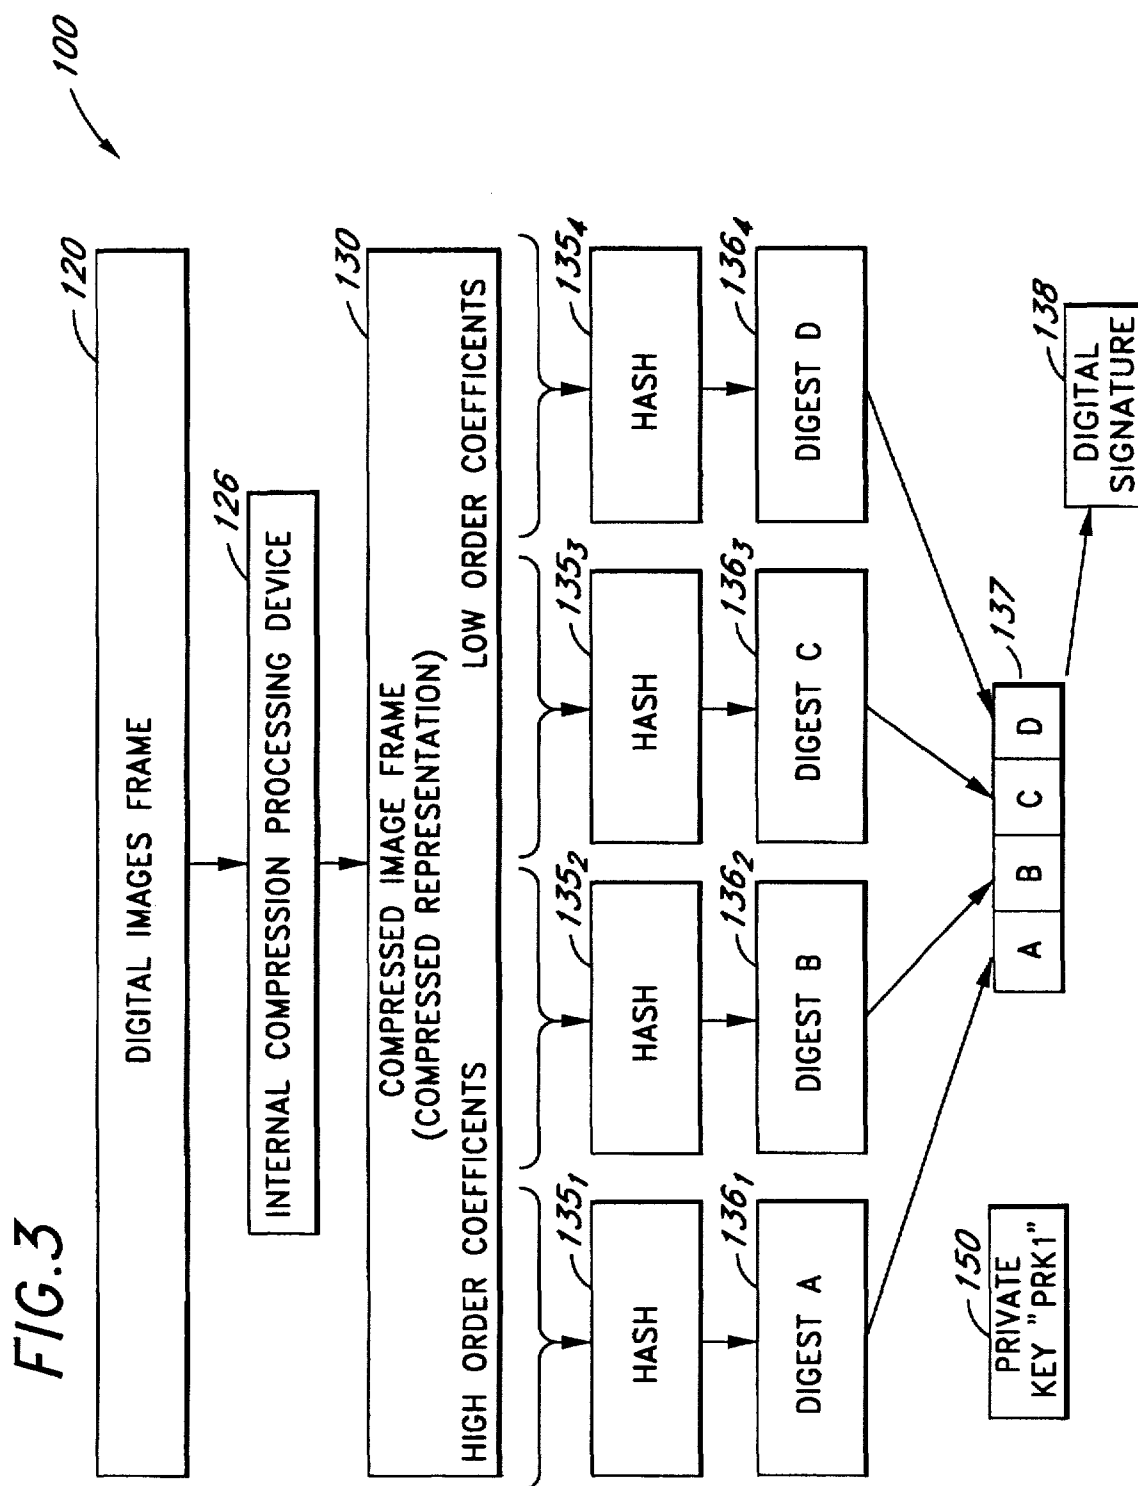 FIG.3
100
120
DIGITAL IMAGES FRAME
126
INTERNAL COMPRESSION PROCESSING DEVICE
130
COMPRESSED IMAGE FRAME
(COMPRESSED REPRESENTATION)
HIGH ORDER COEFFICENTS
LOW ORDER COEFFICENTS
135₁
135₂
135₃
135₄
HASH
HASH
HASH
HASH
136₁
136₂
136₃
136₄
DIGEST A
DIGEST B
DIGEST C
DIGEST D
150
PRIVATE
KEY "PRK1"
137
A
B
C
D
138
DIGITAL
SIGNATURE